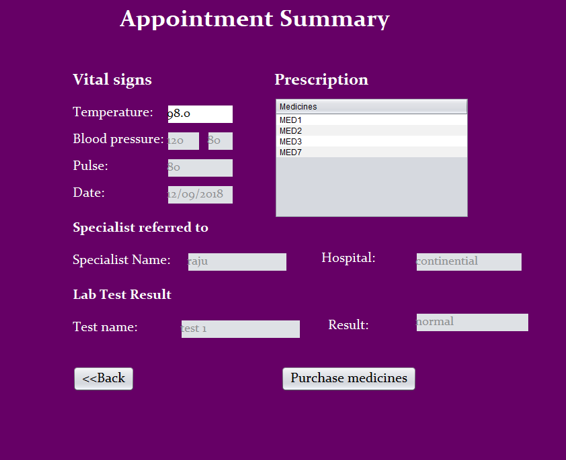 Appointment Summary
Vital signs
Prescription
Temperature: 98.0
Blood pressure: 120 80
Pulse: 80
Date: 12/09/2018
Medicines
MED1
MED2
MED3
MED7
Specialist referred to
Specialist Name: raju
Hospital: continential
Lab Test Result
Test name: test 1
Result: normal
<<Back
Purchase medicines